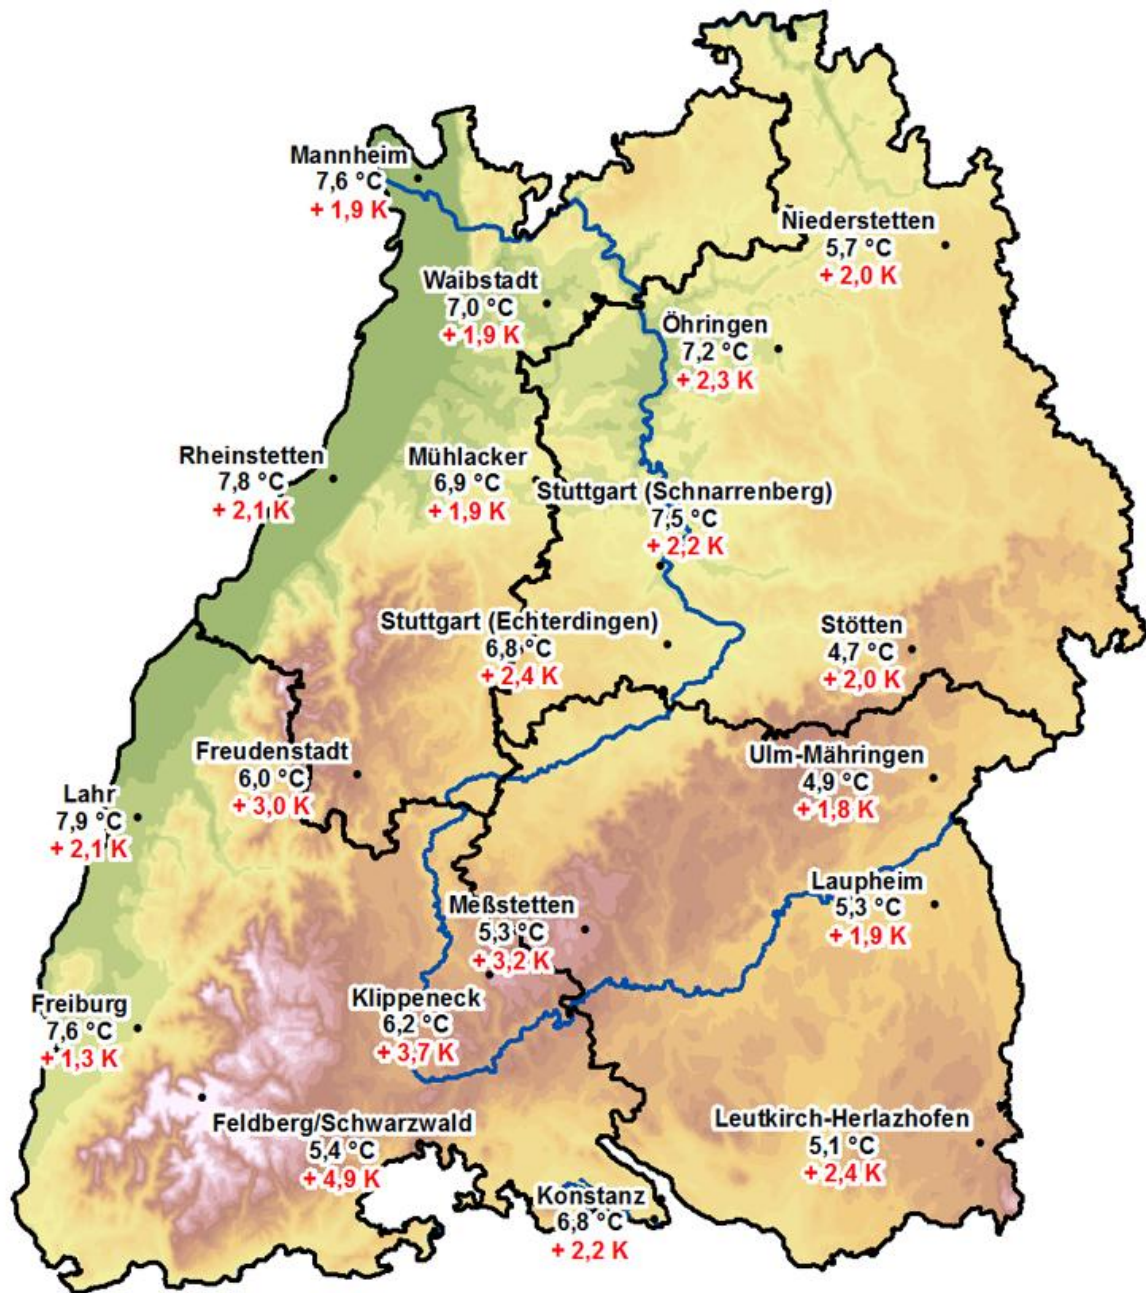 Mannheim
7,6 °C
+ 1,9 K
Niederstetten
5,7 °C
+ 2,0 K
Waibstadt
7,0 °C
+ 1,9 K
Öhringen
7,2 °C
+ 2,3 K
Rheinstetten
7,8 °C
+ 2,1 K
Mühlacker
6,9 °C
+ 1,9 K
Stuttgart (Schnarrenberg)
7,5 °C
+ 2,2 K
Stuttgart (Echterdingen)
6,8 °C
+ 2,4 K
Stötten
4,7 °C
+ 2,0 K
Freudenstadt
6,0 °C
+ 3,0 K
Ulm-Mähringen
4,9 °C
+ 1,8 K
Lahr
7,9 °C
+ 2,1 K
Laupheim
5,3 °C
+ 1,9 K
Meßstetten
5,3 °C
+ 3,2 K
Klippeneck
6,2 °C
+ 3,7 K
Freiburg
7,6 °C
+ 1,3 K
Feldberg/Schwarzwald
5,4 °C
+ 4,9 K
Leutkirch-Herlazhofen
5,1 °C
+ 2,4 K
Konstanz
6,8 °C
+ 2,2 K